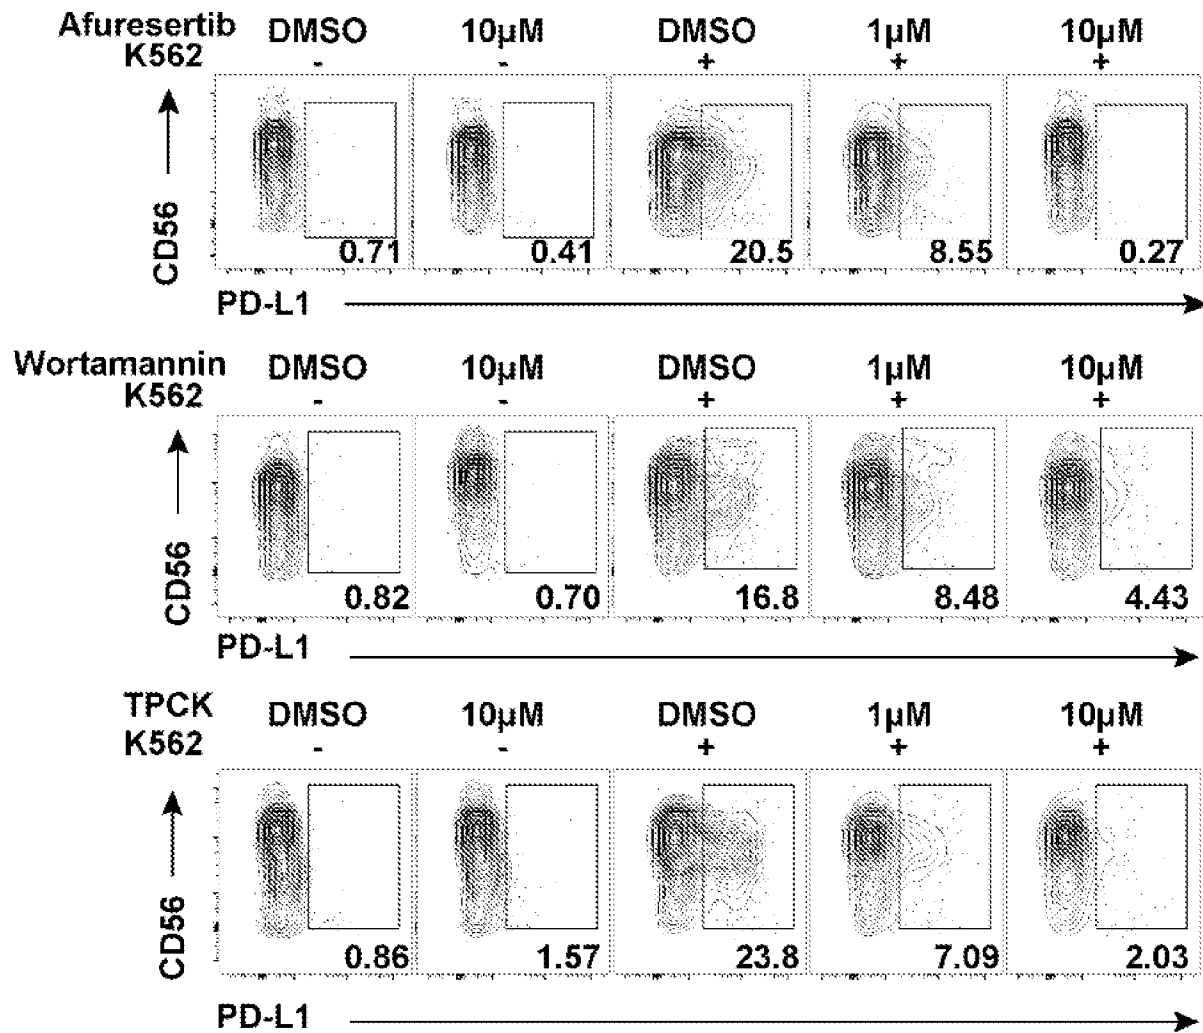 Afuresertib DMSO 10µM DMSO 1µM 10µM
K562 - - + + +
CD56
0.71 0.41 20.5 8.55 0.27
PD-L1
Wortamannin DMSO 10µM DMSO 1µM 10µM
K562 - - + + +
CD56
0.82 0.70 16.8 8.48 4.43
PD-L1
TPCK DMSO 10µM DMSO 1µM 10µM
K562 - - + + +
CD56
0.86 1.57 23.8 7.09 2.03
PD-L1